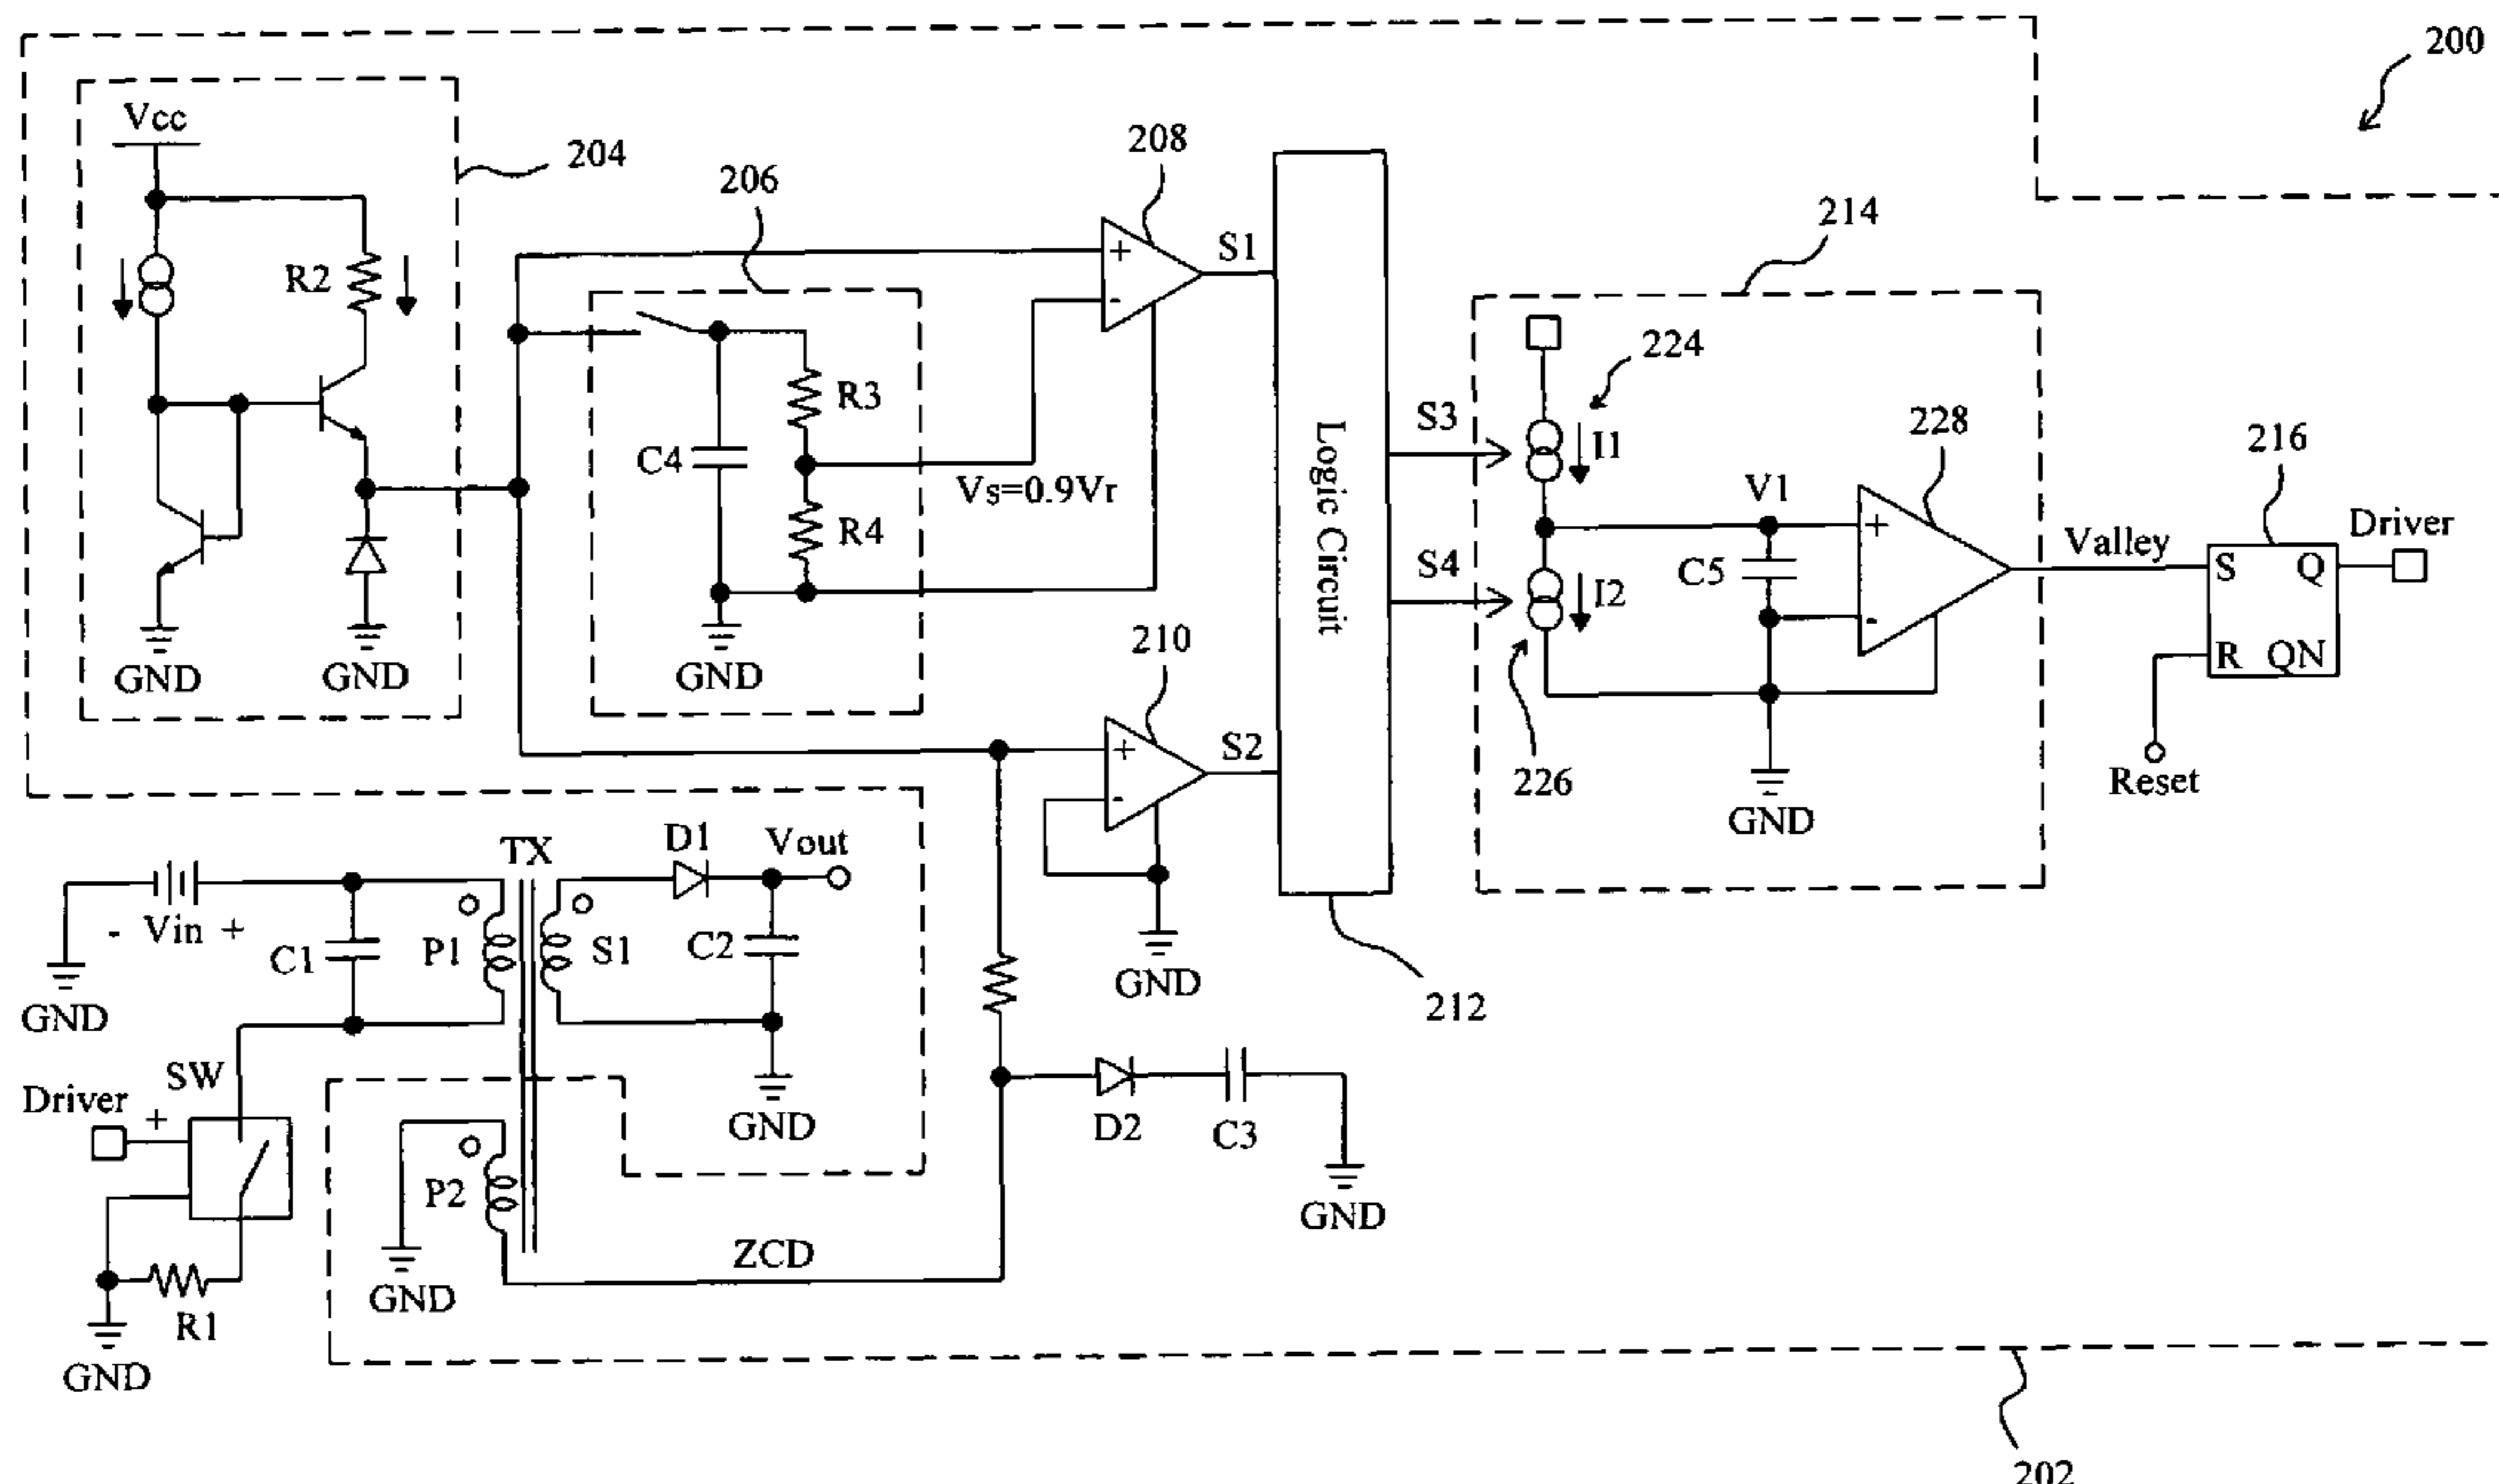 200
Vcc
204
208
206
214
R2
+
-
S1
224
R3
C4
Vs=0.9Vr
R4
GND
GND
GND
Logic Circuit
S3
S4
I1
I2
V1
228
C5
+
-
Valley
216
Driver
S Q
R QN
Reset
GND
226
210
+
-
S2
GND
212
TX
D1
Vout
- Vin +
C1
P1
S1
C2
GND
GND
SW
Driver
+
R1
GND
P2
GND
ZCD
D2
C3
GND
202